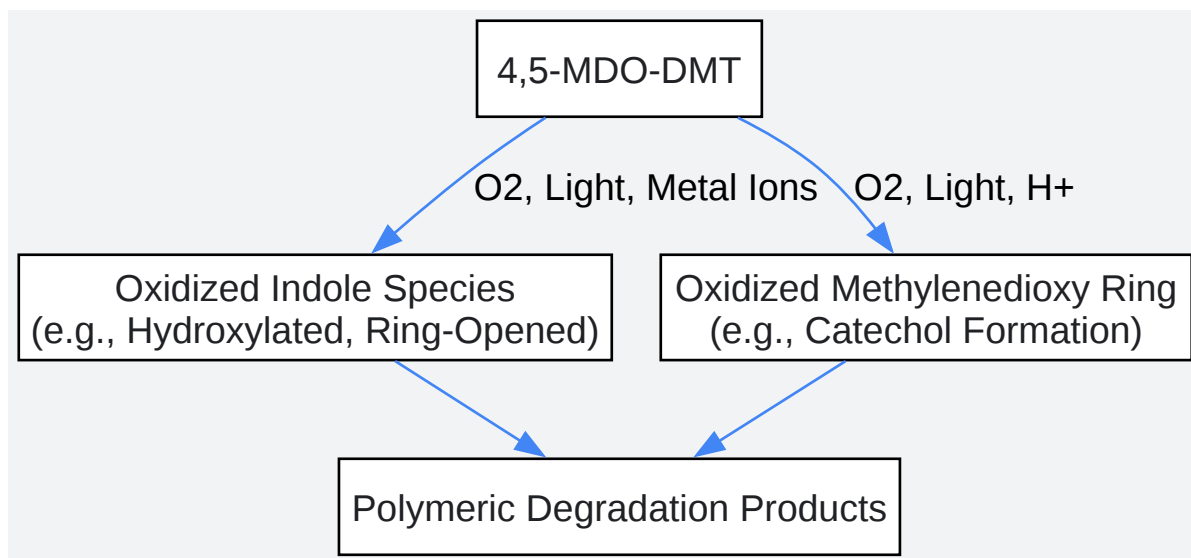 4,5-MDO-DMT
O2, Light, Metal Ions
O2, Light, H+
Oxidized Indole Species
(e.g., Hydroxylated, Ring-Opened)
Oxidized Methylenedioxy Ring
(e.g., Catechol Formation)
Polymeric Degradation Products